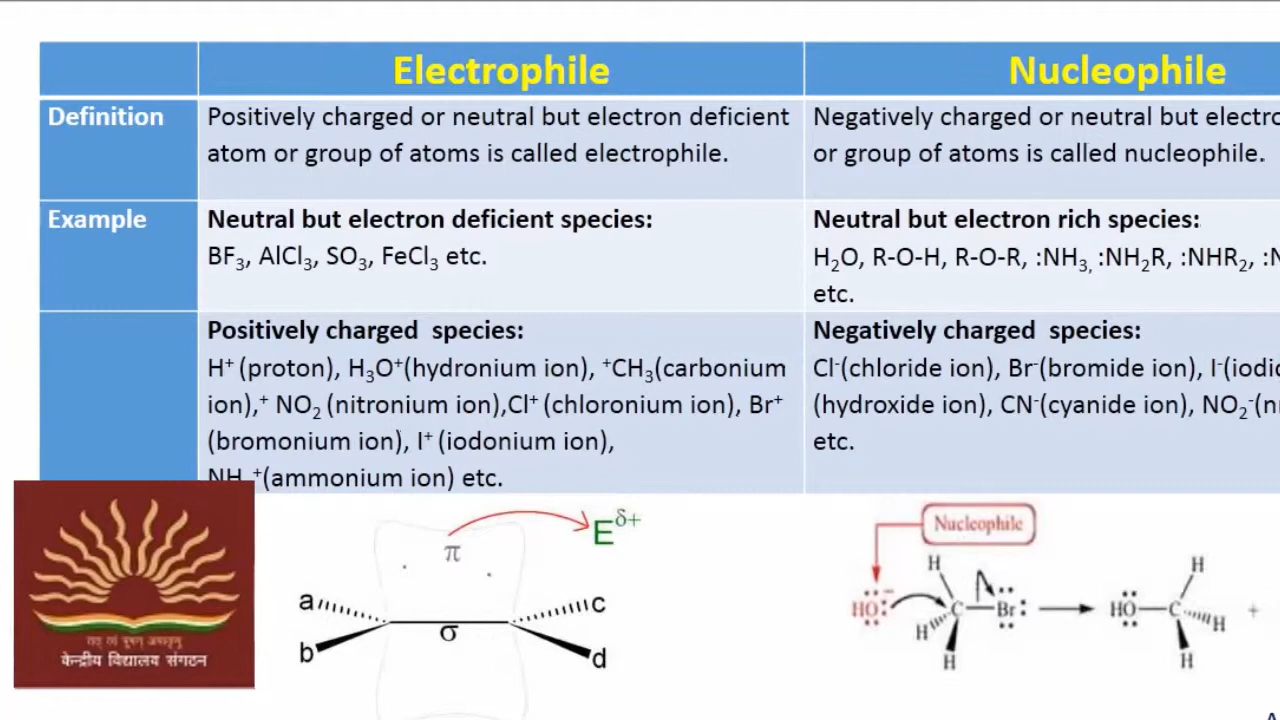 Electrophile
Nucleophile
Definition
Positively charged or neutral but electron deficient
atom or group of atoms is called electrophile.
Negatively charged or neutral but electro
or group of atoms is called nucleophile.
Example
Neutral but electron deficient species:
BF₃, AlCl₃, SO₃, FeCl₃ etc.
Neutral but electron rich species:
H₂O, R-O-H, R-O-R, :NH₃, :NH₂R, :NHR₂, :N
etc.
Positively charged species:
H⁺ (proton), H₃O⁺(hydronium ion), ⁺CH₃(carbonium
ion),⁺ NO₂ (nitronium ion),Cl⁺ (chloronium ion), Br⁺
(bromonium ion), I⁺ (iodonium ion),
NH ⁺(ammonium ion) etc.
Negatively charged species:
Cl⁻(chloride ion), Br⁻(bromide ion), I⁻(iodi
(hydroxide ion), CN⁻(cyanide ion), NO₂⁻(n
etc.
केन्द्रीय विद्यालय संगठन
π
E δ+
a
c
σ
b
d
Nucleophile
H
H
HO:⁻
C
Br:
HO
C
+
H
H
H
H